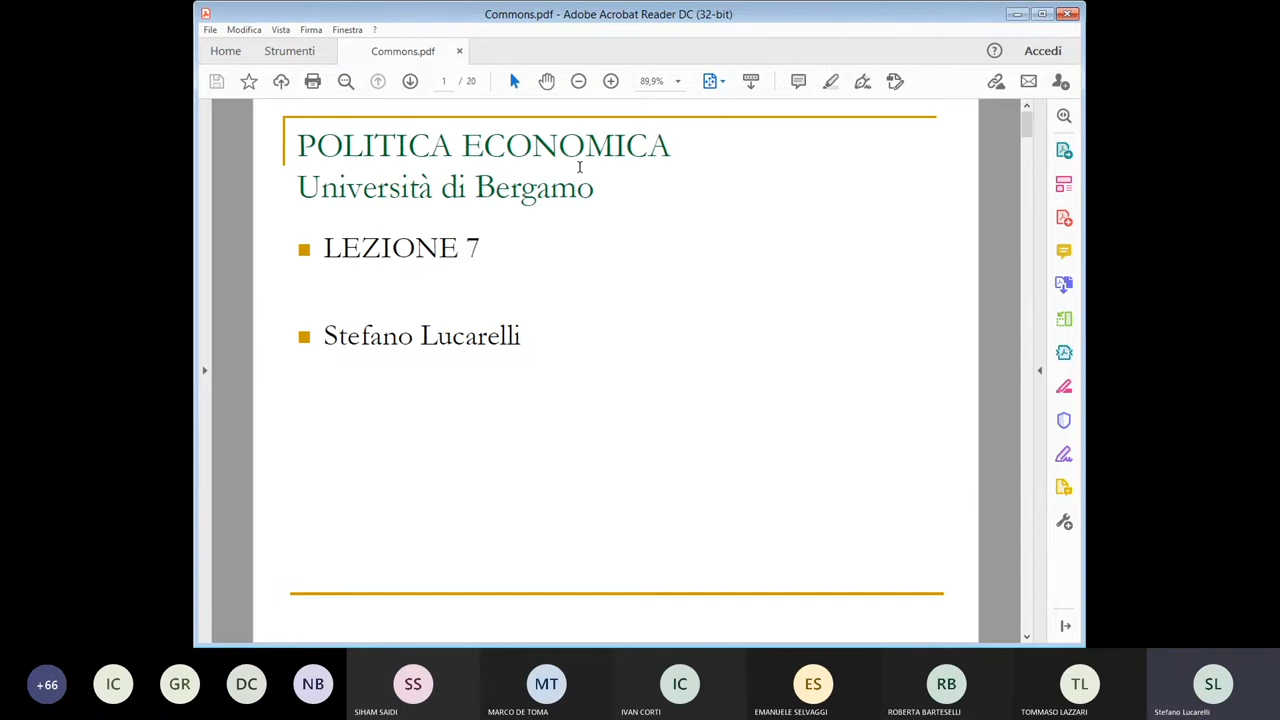 Commons.pdf - Adobe Acrobat Reader DC (32-bit)
File Modifica Vista Firma Finestra ?
Home Strumenti Commons.pdf × ? Accedi
1 / 20 89,9%
POLITICA ECONOMICA
Università di Bergamo
LEZIONE 7
Stefano Lucarelli
+66 IC GR DC NB SS MT IC ES RB TL SL
SIHAM SAIDI MARCO DE TOMA IVAN CORTI EMANUELE SELVAGGI ROBERTA BARTESELLI TOMMASO LAZZARI Stefano Lucarelli